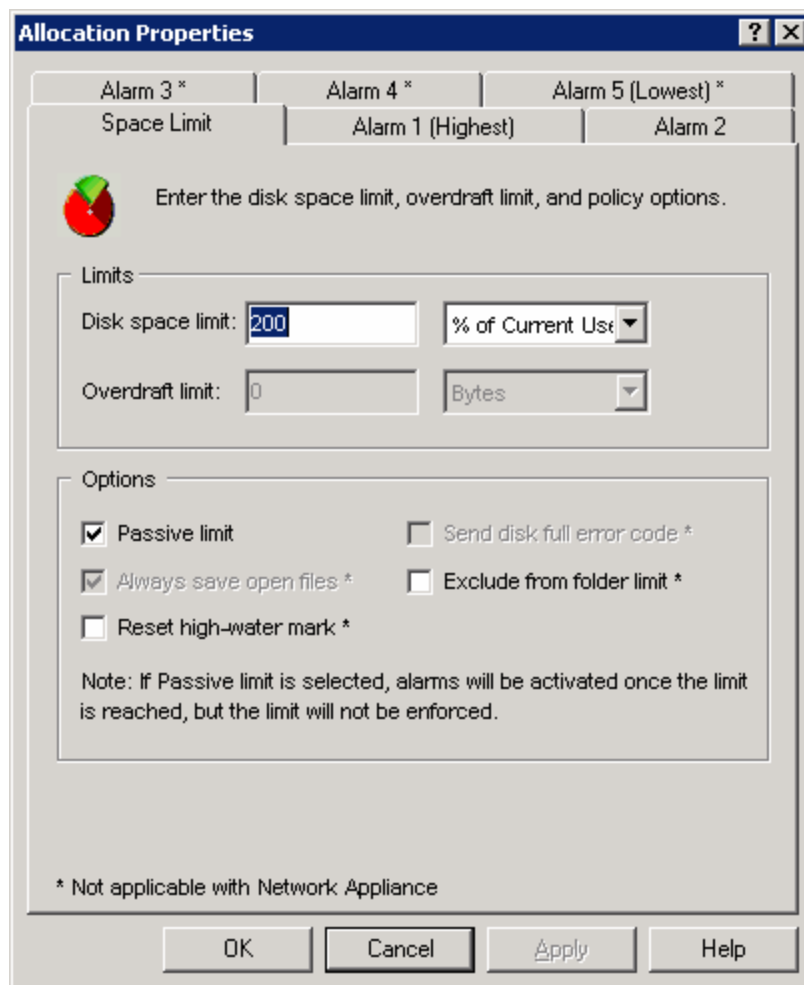 Allocation Properties
Alarm 3 * Alarm 4 * Alarm 5 (Lowest) *
Space Limit Alarm 1 (Highest) Alarm 2
Enter the disk space limit, overdraft limit, and policy options.
Limits
Disk space limit: 200 % of Current Use
Overdraft limit: 0 Bytes
Options
Passive limit Send disk full error code *
Always save open files * Exclude from folder limit *
Reset high-water mark *
Note: If Passive limit is selected, alarms will be activated once the limit
is reached, but the limit will not be enforced.
* Not applicable with Network Appliance
OK Cancel Apply Help